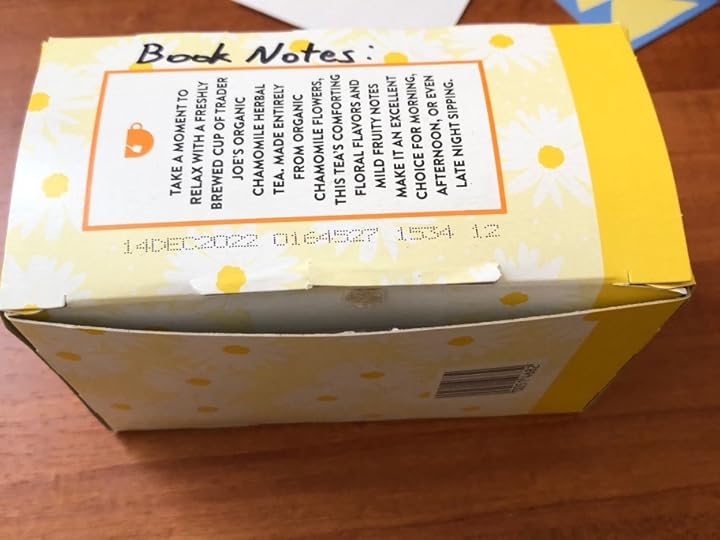 Book Notes:
TAKE A MOMENT TO
RELAX WITH A FRESHLY
BREWED CUP OF TRADER
JOE'S ORGANIC
CHAMOMILE HERBAL
TEA. MADE ENTIRELY
FROM ORGANIC
CHAMOMILE FLOWERS,
THIS TEA'S COMFORTING
FLORAL FLAVORS AND
MILD FRUITY NOTES
MAKE IT AN EXCELLENT
CHOICE FOR MORNING,
AFTERNOON, OR EVEN
LATE NIGHT SIPPING.
14DEC2022 0164527 1534 12